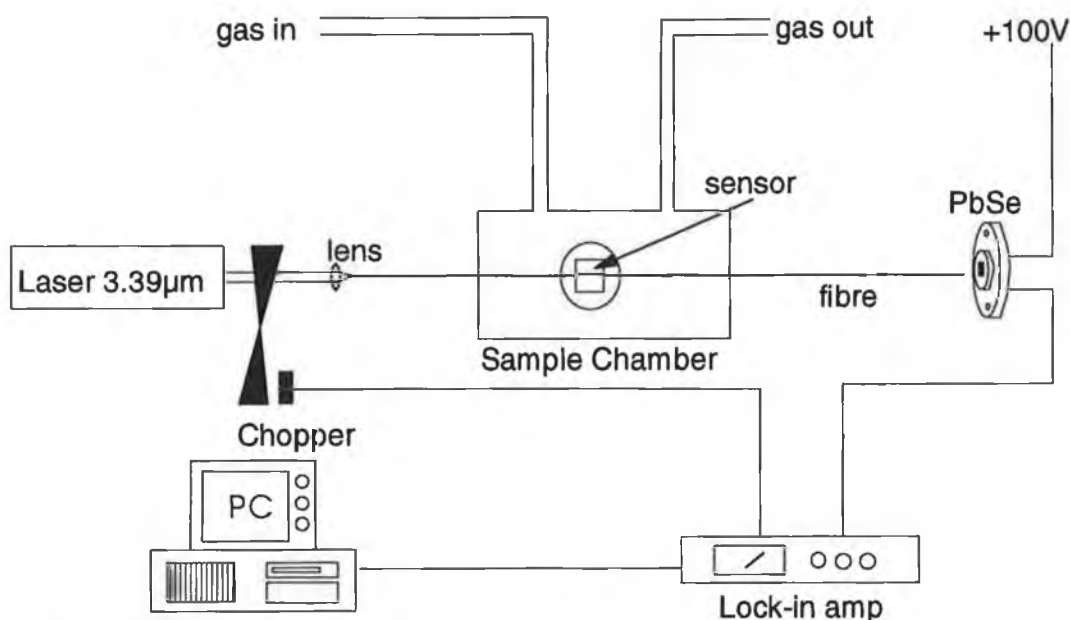 gas in
gas out
+100V
sensor
PbSe
lens
Laser 3.39µm
fibre
Sample Chamber
Chopper
PC
Lock-in amp